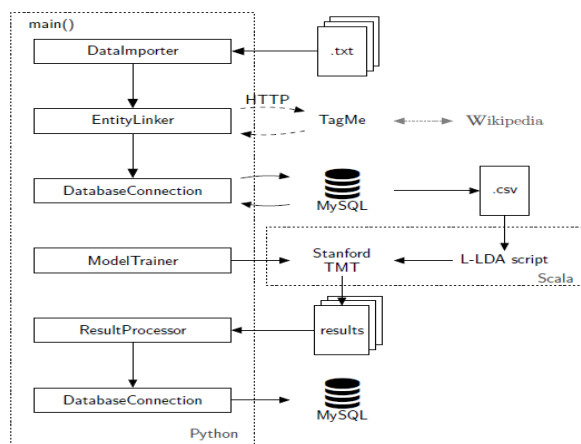 main()
DataImporter
.txt
HTTP
EntityLinker
TagMe
Wikipedia
DatabaseConnection
MySQL
.csv
ModelTrainer
Stanford
TMT
L-LDA script
Scala
ResultProcessor
results
DatabaseConnection
MySQL
Python